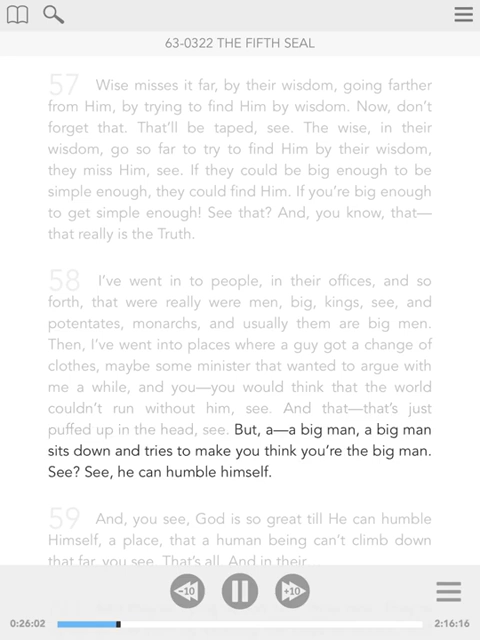 63-0322 THE FIFTH SEAL
57 Wise misses it far, by their wisdom, going farther
from Him, by trying to find Him by wisdom. Now, don't
forget that. That'll be taped, see. The wise, in their
wisdom, go so far to try to find Him by their wisdom,
they miss Him, see. If they could be big enough to be
simple enough, they could find Him. If you're big enough
to get simple enough! See that? And, you know, that—
that really is the Truth.
58 I've went in to people, in their offices, and so
forth, that were really were men, big, kings, see, and
potentates, monarchs, and usually them are big men.
Then, I've went into places where a guy got a change of
clothes, maybe some minister that wanted to argue with
me a while, and you—you would think that the world
couldn't run without him, see. And that—that's just
puffed up in the head, see. But, a—a big man, a big man
sits down and tries to make you think you're the big man.
See? See, he can humble himself.
59 And, you see, God is so great till He can humble
Himself, a place, that a human being can't climb down
that far, you see. That's all. And in their
-10
+10
0:26:02
2:16:16